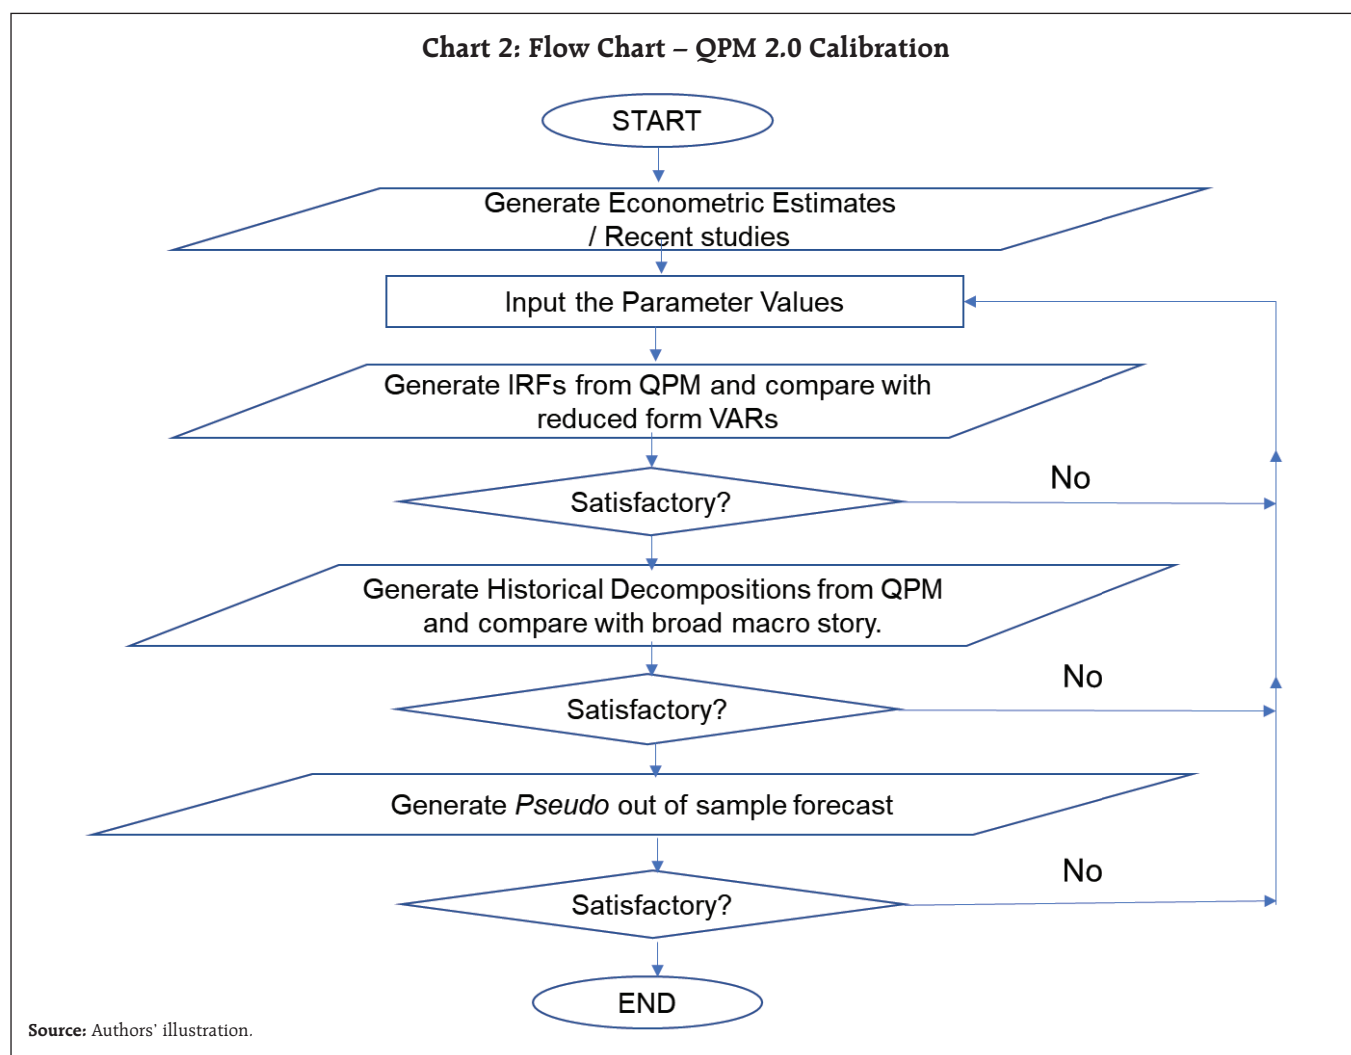 Chart 2: Flow Chart – QPM 2.0 Calibration
START
Generate Econometric Estimates
/ Recent studies
Input the Parameter Values
Generate IRFs from QPM and compare with
reduced form VARs
Satisfactory?
No
Generate Historical Decompositions from QPM
and compare with broad macro story.
Satisfactory?
No
Generate Pseudo out of sample forecast
Satisfactory?
No
END
Source: Authors' illustration.